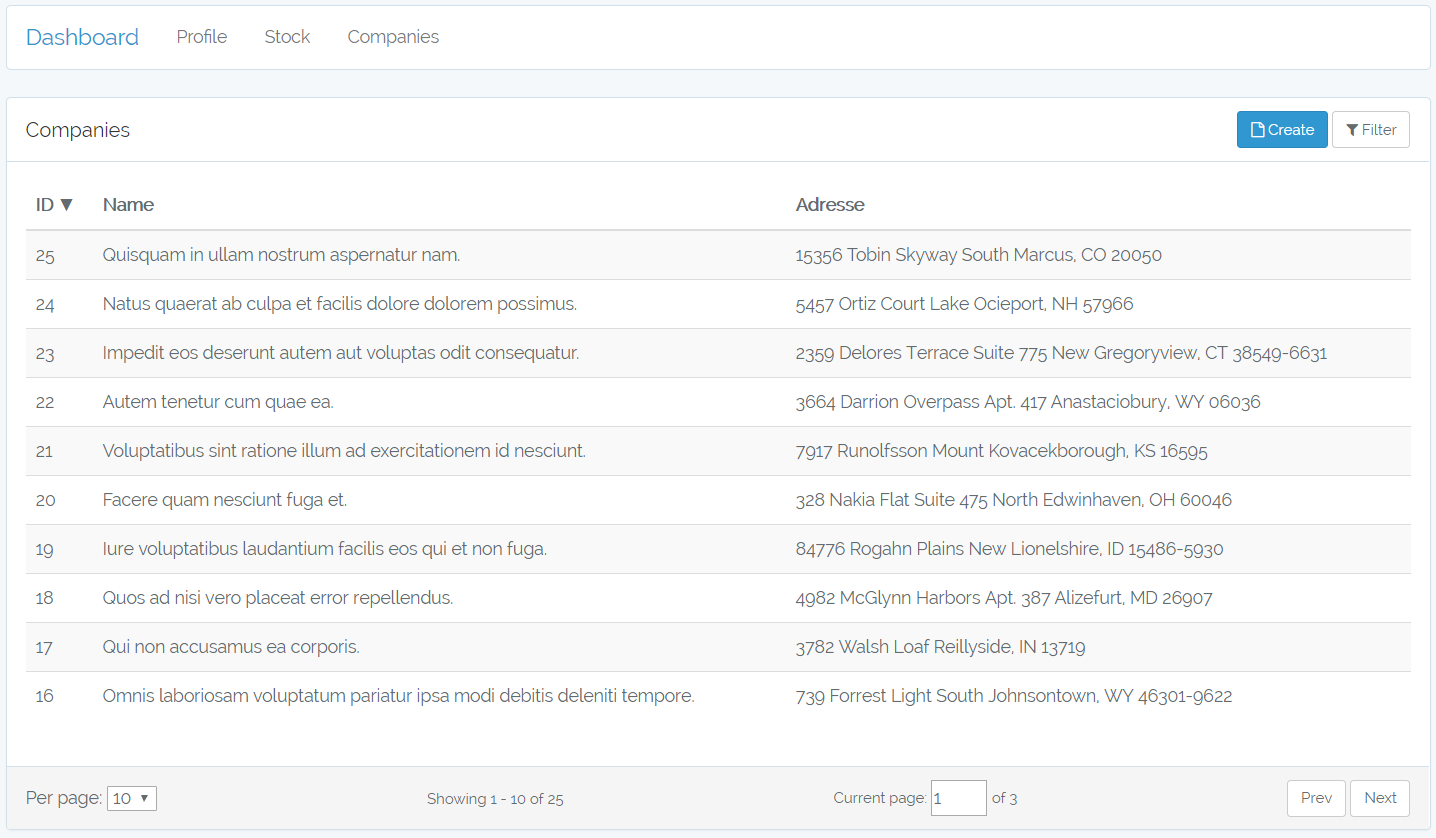 Dashboard Profile Stock Companies
Companies Create Filter
ID ▼ Name Adresse
25 Quisquam in ullam nostrum aspernatur nam. 15356 Tobin Skyway South Marcus, CO 20050
24 Natus quaerat ab culpa et facilis dolore dolorem possimus. 5457 Ortiz Court Lake Ocieport, NH 57966
23 Impedit eos deserunt autem aut voluptas odit consequatur. 2359 Delores Terrace Suite 775 New Gregoryview, CT 38549-6631
22 Autem tenetur cum quae ea. 3664 Darrion Overpass Apt. 417 Anastaciobury, WY 06036
21 Voluptatibus sint ratione illum ad exercitationem id nesciunt. 7917 Runolfsson Mount Kovacekborough, KS 16595
20 Facere quam nesciunt fuga et. 328 Nakia Flat Suite 475 North Edwinhaven, OH 60046
19 Iure voluptatibus laudantium facilis eos qui et non fuga. 84776 Rogahn Plains New Lionelshire, ID 15486-5930
18 Quos ad nisi vero placeat error repellendus. 4982 McGlynn Harbors Apt. 387 Alizefurt, MD 26907
17 Qui non accusamus ea corporis. 3782 Walsh Loaf Reillyside, IN 13719
16 Omnis laboriosam voluptatum pariatur ipsa modi debitis deleniti tempore. 739 Forrest Light South Johnsontown, WY 46301-9622
Per page: 10 ▼ Showing 1 - 10 of 25 Current page: 1 of 3 Prev Next